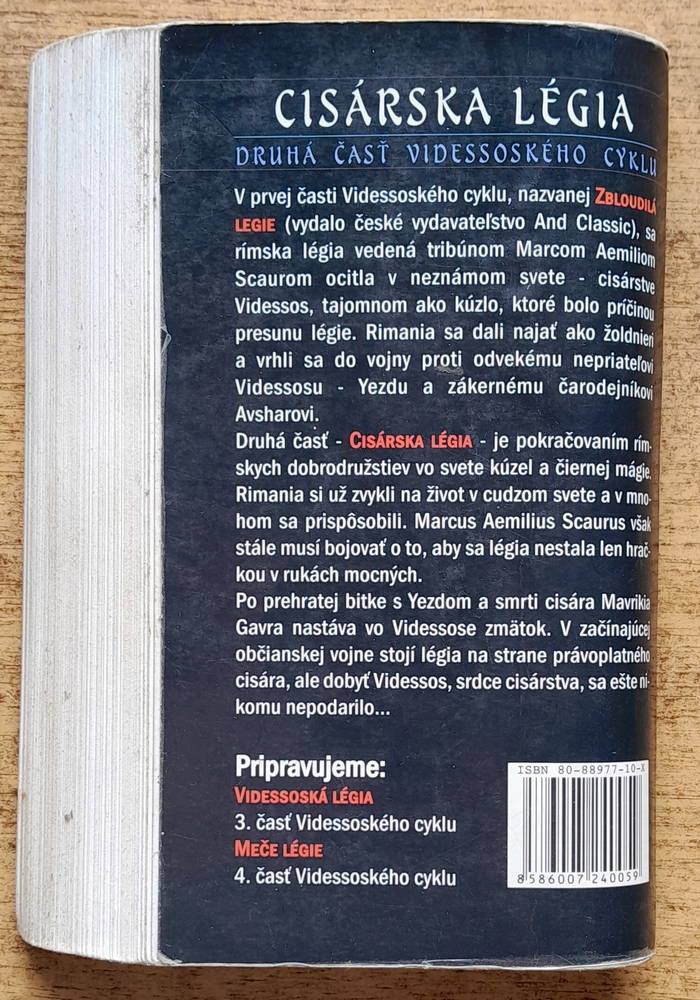 CISÁRSKA LÉGIA
DRUHÁ ČASŤ VIDESSOSKÉHO CYKLU
V prvej časti Videssoského cyklu, nazvanej ZBLOUDILÁ
LEGIE (vydalo české vydavateľstvo And Classic), sa
rímska légia vedená tribúnom Marcom Aemiliom
Scaurom ocitla v neznámom svete - cisárstve
Videssos, tajomnom ako kúzlo, ktoré bolo príčinou
presunu légie. Rimania sa dali najať ako žoldnieri
a vrhli sa do vojny proti odvekému nepriateľovi
Videssosu - Yezdu a zákernému čarodejníkovi
Avsharovi.
Druhá časť - CISÁRSKA LÉGIA - je pokračovaním rím-
skych dobrodružstiev vo svete kúzel a čiernej mágie.
Rimania si už zvykli na život v cudzom svete a v mno-
hom sa prispôsobili. Marcus Aemilius Scaurus však
stále musí bojovať o to, aby sa légia nestala len hrač-
kou v rukách mocných.
Po prehratej bitke s Yezdom a smrti cisára Mavrikia
Gavra nastáva vo Videssose zmätok. V začínajúcej
občianskej vojne stojí légia na strane právoplatného
cisára, ale dobyť Videssos, srdce cisárstva, sa ešte ni-
komu nepodarilo...
Pripravujeme:
VIDESSOSKÁ LÉGIA
3. časť Videssoského cyklu
MEČE LÉGIE
4. časť Videssoského cyklu
ISBN 80-88977-10-X
8586007240059